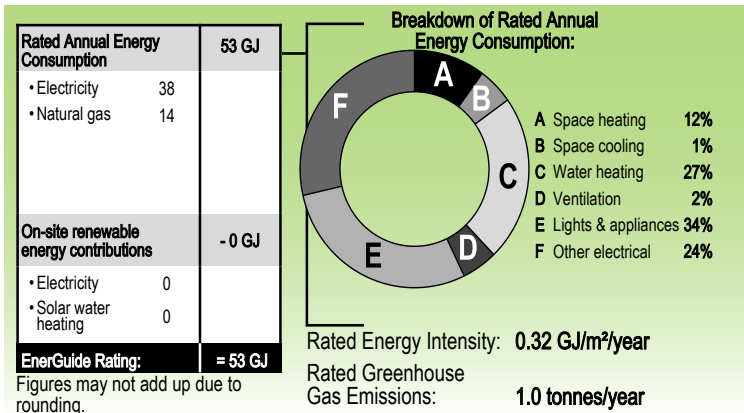 Rated Annual Energy
Consumption
53 GJ
• Electricity 38
• Natural gas 14
On-site renewable
energy contributions
- 0 GJ
• Electricity 0
• Solar water
heating
0
EnerGuide Rating: = 53 GJ
Figures may not add up due to
rounding.
Breakdown of Rated Annual
Energy Consumption:
A
B
C
D
E
F
A Space heating 12%
B Space cooling 1%
C Water heating 27%
D Ventilation 2%
E Lights & appliances 34%
F Other electrical 24%
Rated Energy Intensity: 0.32 GJ/m²/year
Rated Greenhouse
Gas Emissions: 1.0 tonnes/year